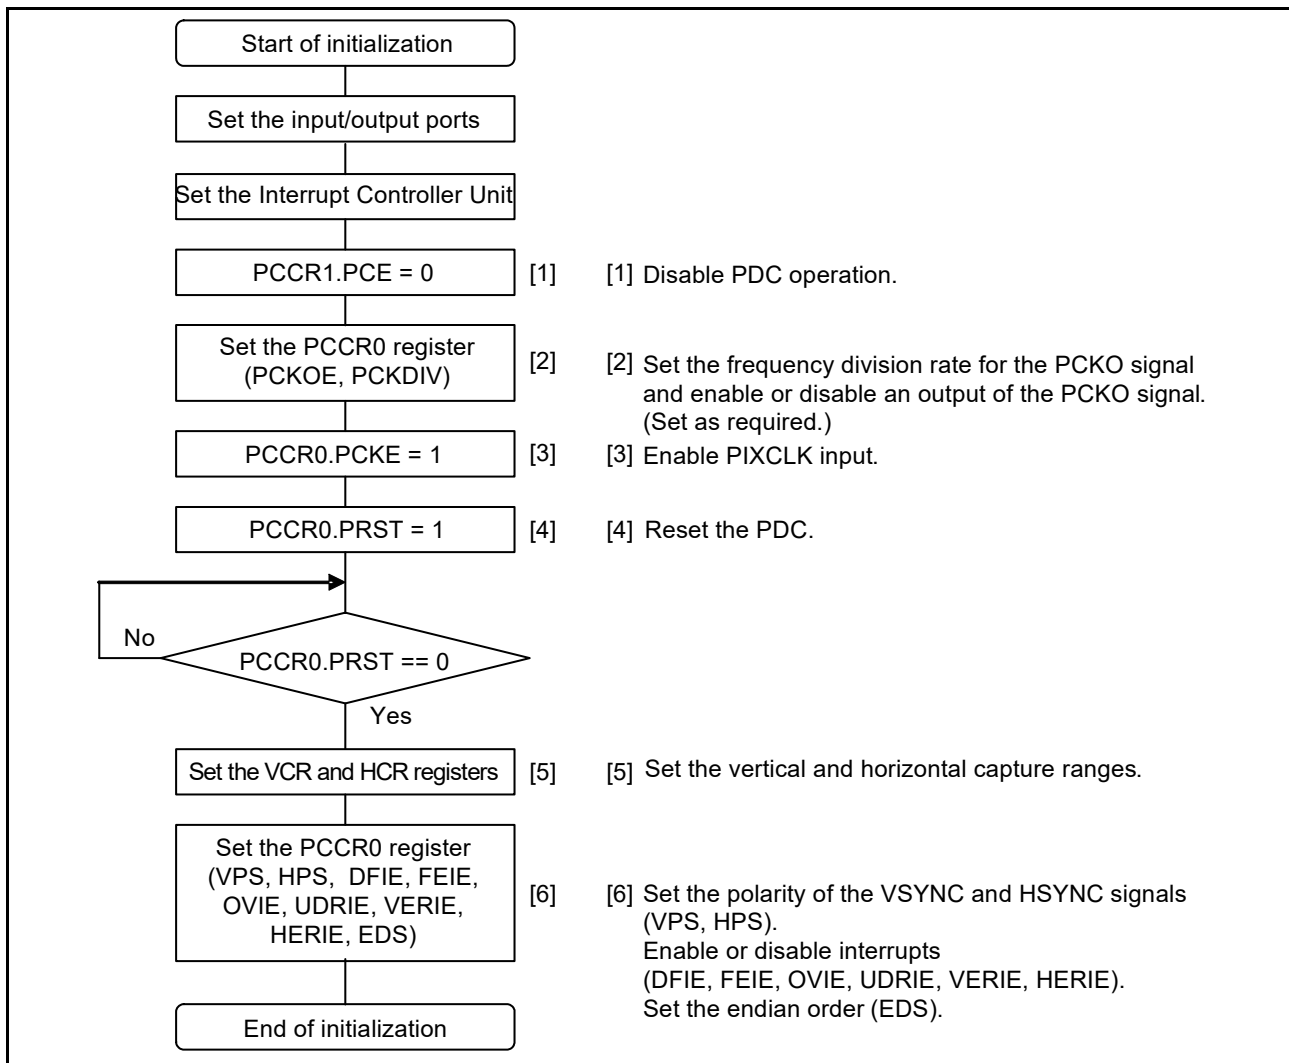 Start of initialization
Set the input/output ports
Set the Interrupt Controller Unit
PCCR1.PCE = 0 [1] [1] Disable PDC operation.
Set the PCCR0 register
(PCKOE, PCKDIV) [2] [2] Set the frequency division rate for the PCKO signal
and enable or disable an output of the PCKO signal.
(Set as required.)
PCCR0.PCKE = 1 [3] [3] Enable PIXCLK input.
PCCR0.PRST = 1 [4] [4] Reset the PDC.
No
PCCR0.PRST == 0
Yes
Set the VCR and HCR registers [5] [5] Set the vertical and horizontal capture ranges.
Set the PCCR0 register
(VPS, HPS, DFIE, FEIE,
OVIE, UDRIE, VERIE,
HERIE, EDS)
[6] [6] Set the polarity of the VSYNC and HSYNC signals
(VPS, HPS).
Enable or disable interrupts
(DFIE, FEIE, OVIE, UDRIE, VERIE, HERIE).
Set the endian order (EDS).
End of initialization